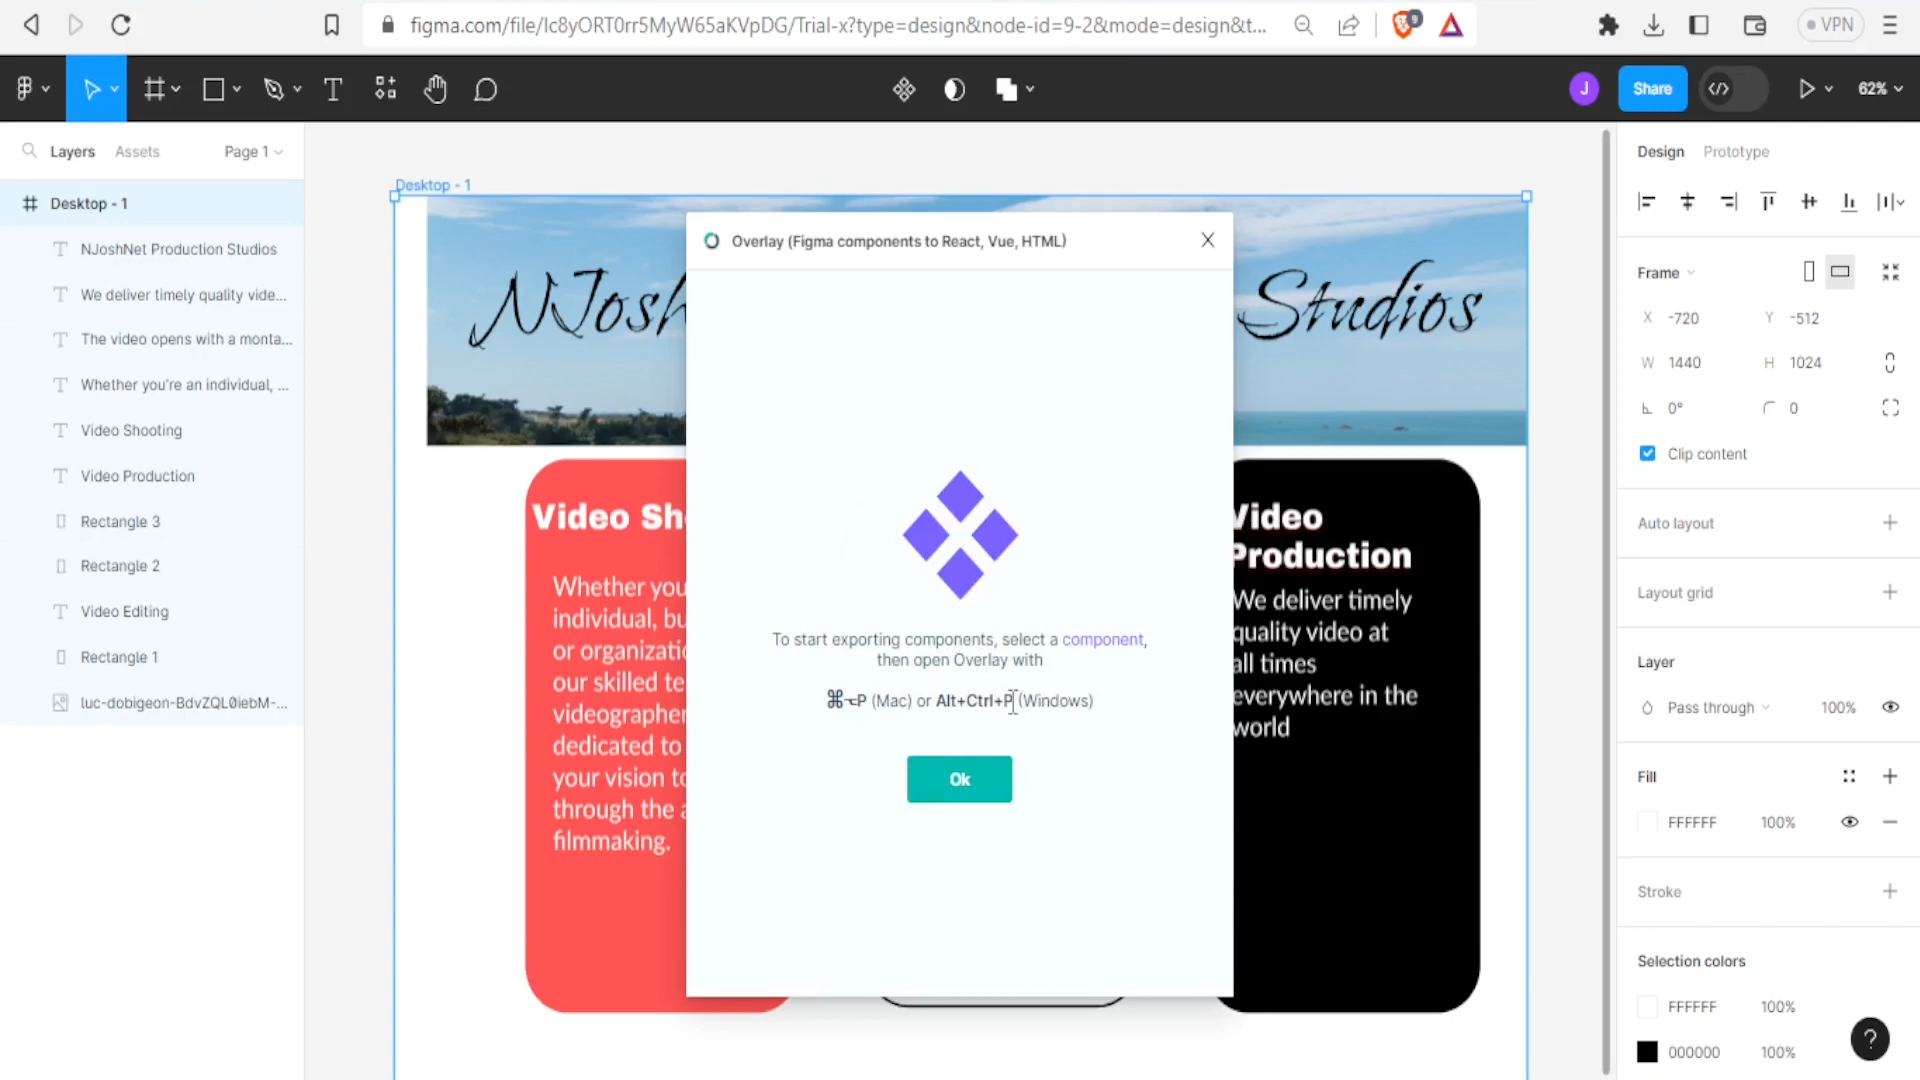 figma.com/file/lc8yORT0rr5MyW65aKVpDG/Trial-x?type=design&node-id=9-2&mode=design&t...
9
VPN
J
Share
62%
Layers
Assets
Page 1
Desktop - 1
NJoshNet Production Studios
We deliver timely quality vide...
The video opens with a monta...
Whether you're an individual, ...
Video Shooting
Video Production
Rectangle 3
Rectangle 2
Video Editing
Rectangle 1
luc-dobigeon-BdvZQL0iebM-...
Desktop - 1
NJosh
Studios
Video Sh
Whether you
individual, bu
or organizatio
our skilled te
videographer
dedicated to
your vision to
through the a
filmmaking.
Overlay (Figma components to React, Vue, HTML)
To start exporting components, select a component,
then open Overlay with
⌘⌥P (Mac) or Alt+Ctrl+P (Windows)
Ok
Video
Production
We deliver timely
quality video at
all times
everywhere in the
world
Design
Prototype
Frame
X -720 Y -512
W 1440 H 1024
0° 0
Clip content
Auto layout
Layout grid
Layer
Pass through 100%
Fill
FFFFFF 100%
Stroke
Selection colors
FFFFFF 100%
000000 100%
?